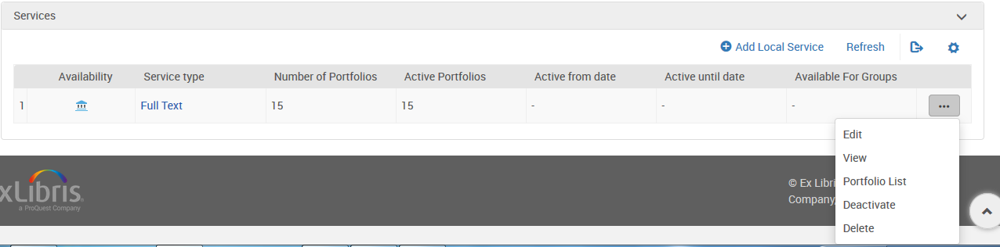 Services
Add Local Service Refresh
Availability Service type Number of Portfolios Active Portfolios Active from date Active until date Available For Groups
1 Full Text 15 15 - - -
Edit
View
Portfolio List
Deactivate
Delete
xLibris
a ProQuest Company
© Ex Libri
Company,